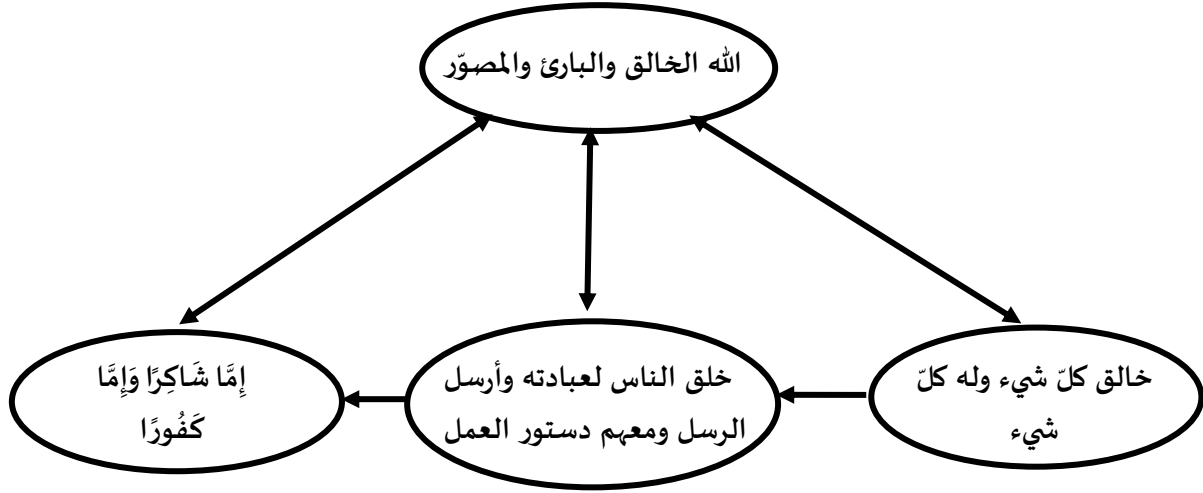 الله الخالق والبارئ والمصوّر
خالق كلّ شيء وله كلّ
شيء
خلق الناس لعبادته وأرسل
الرسل ومعهم دستور العمل
إِمَّا شَاكِرًا وَإِمَّا
كَفُورًا